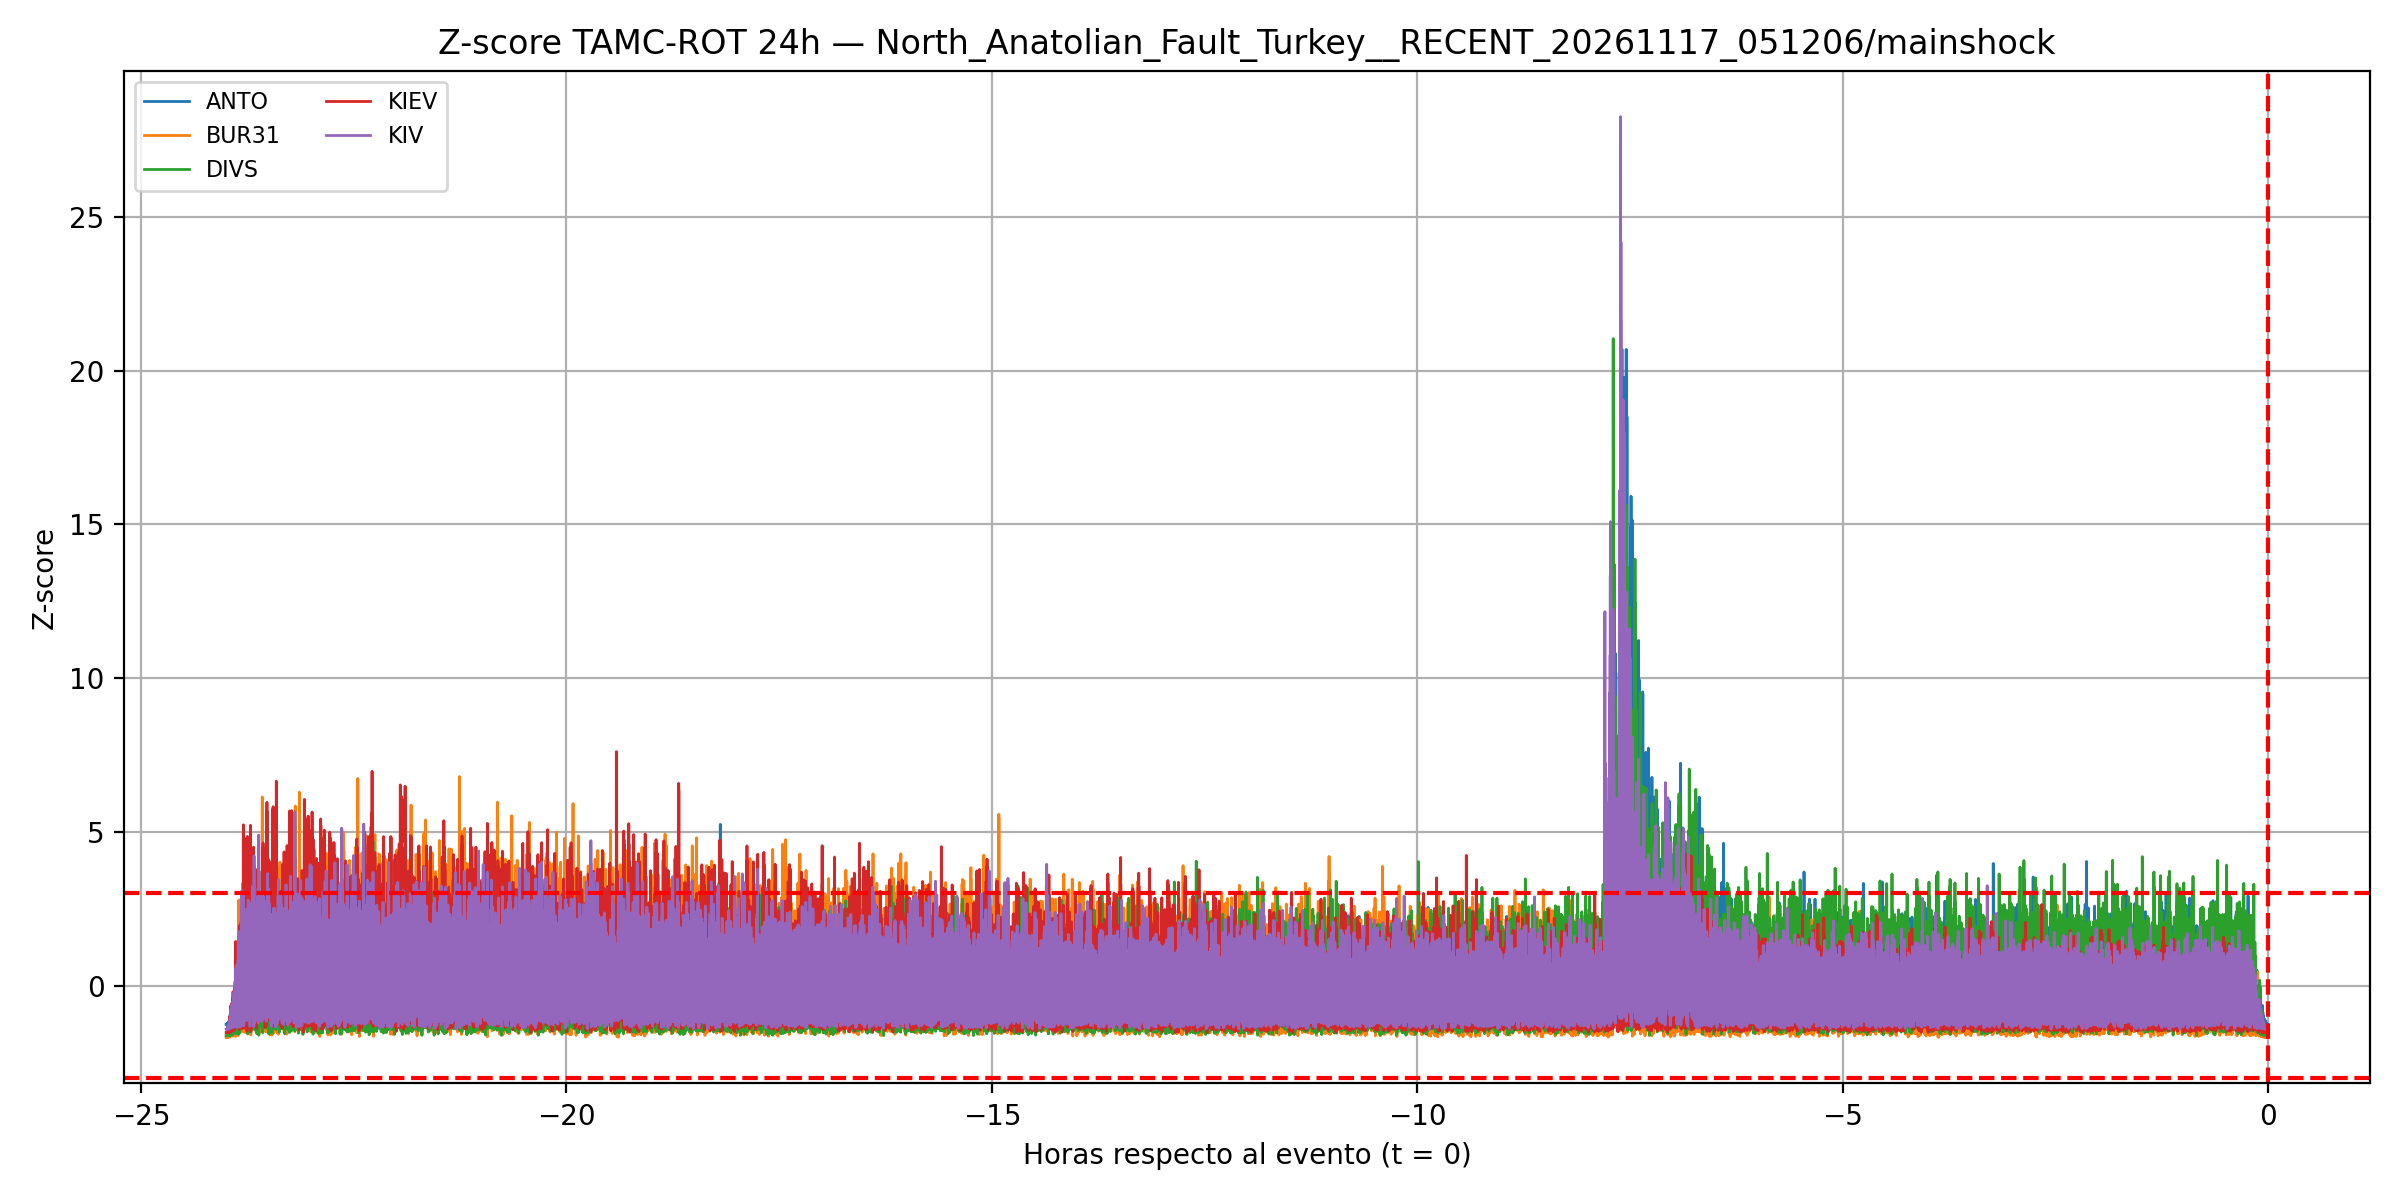 Z-score TAMC-ROT 24h — North_Anatolian_Fault_Turkey__RECENT_20261117_051206/mainshock
ANTO
BUR31
DIVS
KIEV
KIV
Z-score
25
20
15
10
5
0
−25
−20
−15
−10
−5
0
Horas respecto al evento (t = 0)